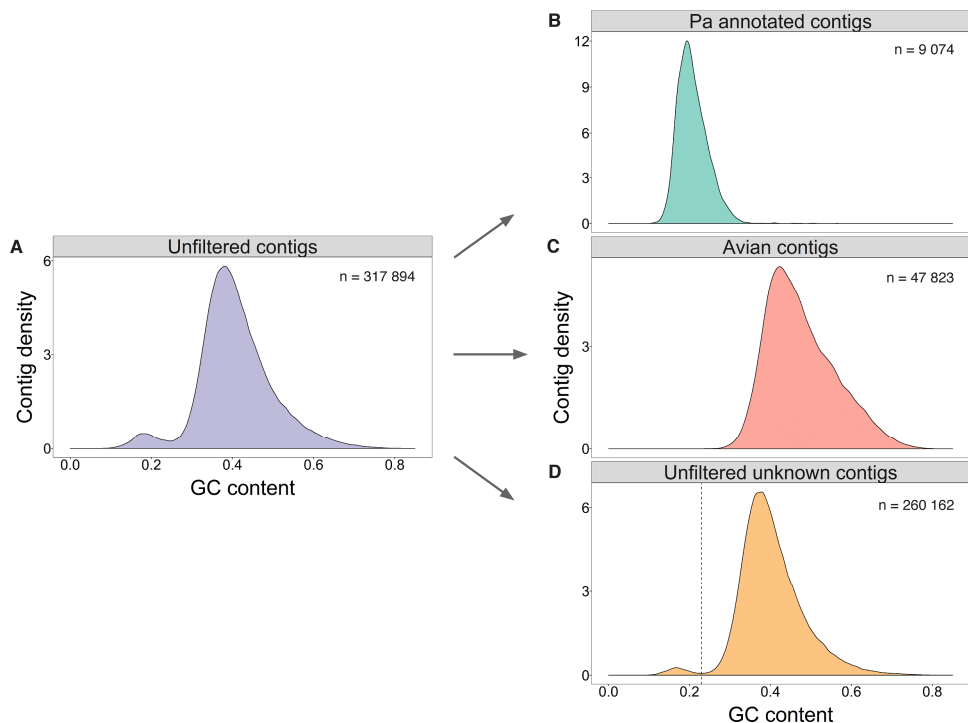 A
Unfiltered contigs
n = 317 894
6
3
0
Contig density
0.0 0.2 0.4 0.6 0.8
GC content
B
Pa annotated contigs
n = 9 074
12
9
6
3
0
C
Avian contigs
n = 47 823
3
0
Contig density
D
Unfiltered unknown contigs
n = 260 162
6
3
0
0.0 0.2 0.4 0.6 0.8
GC content